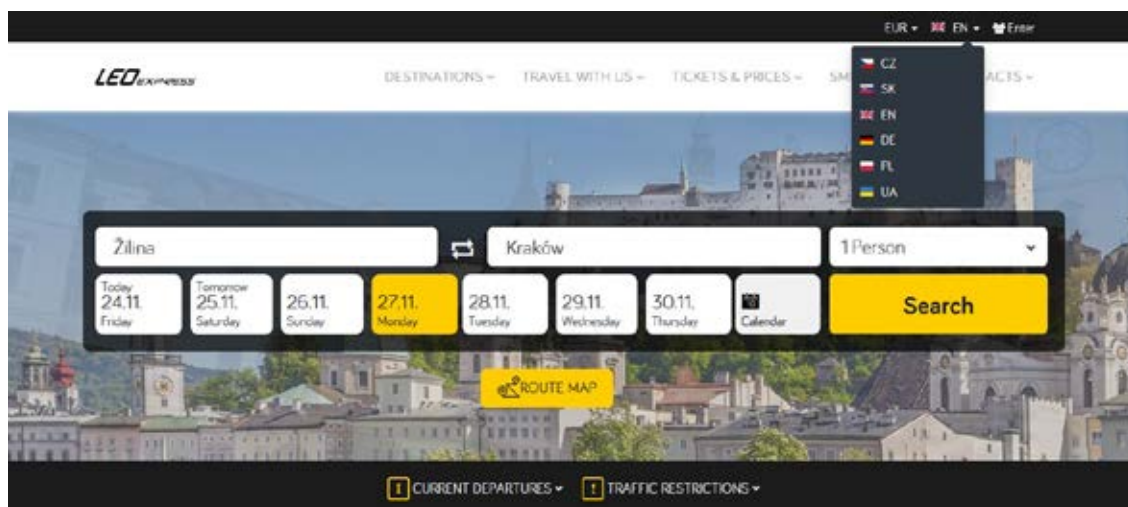 EUR EN Enter
LEO EXPRESS
DESTINATIONS TRAVEL WITH US TICKETS & PRICES
CZ
SK
EN
DE
PL
UA
Žilina Kraków 1 Person
Today Tomorrow
24.11. 25.11. 26.11. 27.11. 28.11. 29.11. 30.11.
Friday Saturday Sunday Monday Tuesday Wednesday Thursday Calendar
Search
ROUTE MAP
CURRENT DEPARTURES TRAFFIC RESTRICTIONS